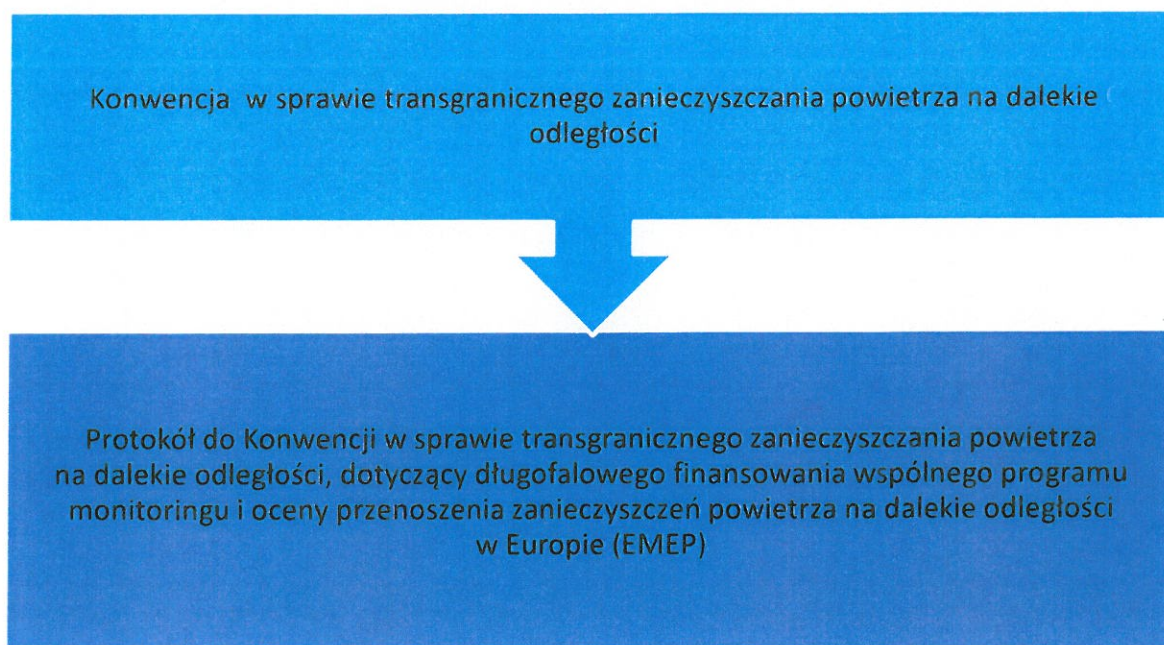 Konwencja w sprawie transgranicznego zanieczyszczania powietrza na dalekie
odległości
Protokół do Konwencji w sprawie transgranicznego zanieczyszczania powietrza
na dalekie odległości, dotyczący długofalowego finansowania wspólnego programu
monitoringu i oceny przenoszenia zanieczyszczeń powietrza na dalekie odległości
w Europie (EMEP)